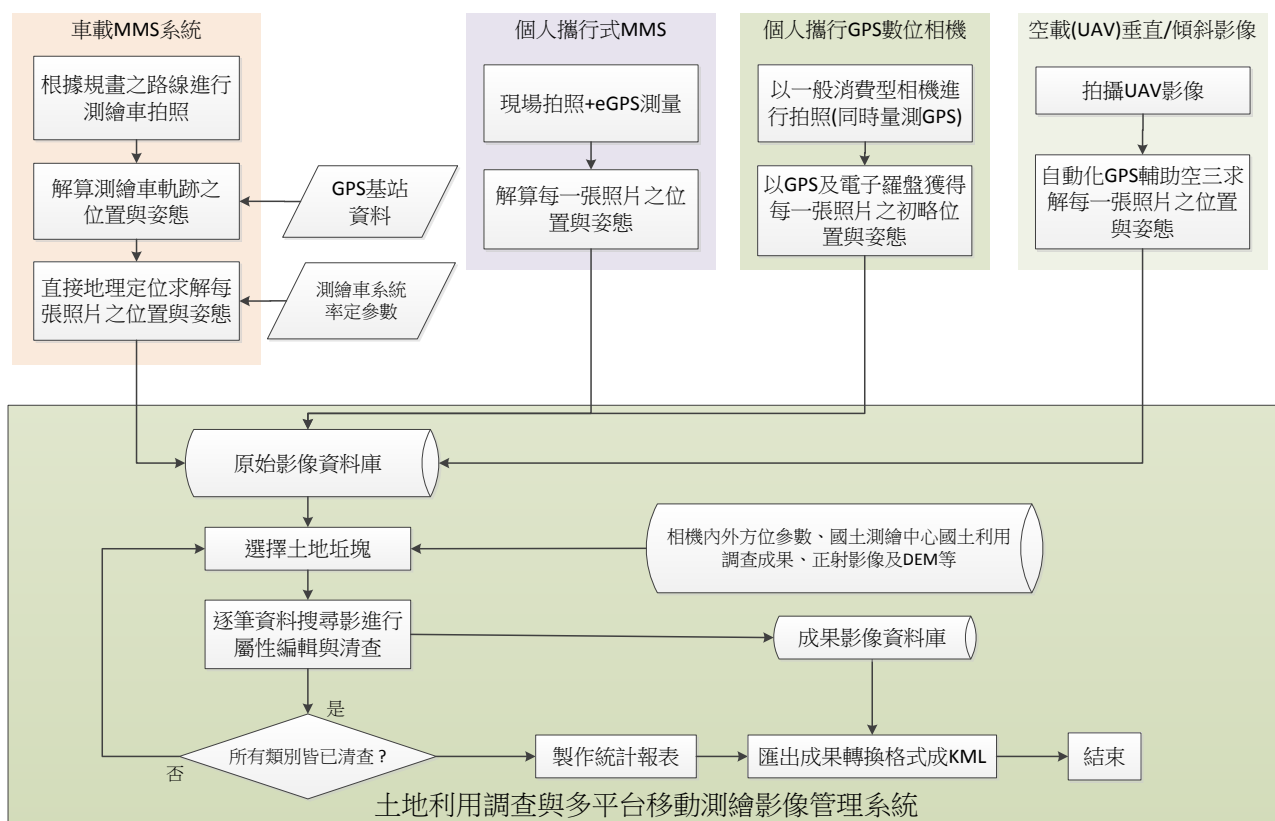 車載MMS系統
根據規畫之路線進行
測繪車拍照
解算測繪車軌跡之
位置與姿態
GPS基站
資料
直接地理定位求解每
張照片之位置與姿態
測繪車系統
率定參數
個人攜行式MMS
現場拍照+eGPS測量
解算每一張照片之位
置與姿態
個人攜行GPS數位相機
以一般消費型相機進
行拍照(同時量測GPS)
以GPS及電子羅盤獲得
每一張照片之初略位
置與姿態
空載(UAV)垂直/傾斜影像
拍攝UAV影像
自動化GPS輔助空三求
解每一張照片之位置
與姿態
原始影像資料庫
選擇土地坵塊
相機內外方位參數、國土測繪中心國土利用
調查成果、正射影像及DEM等
逐筆資料搜尋影進行
屬性編輯與清查
成果影像資料庫
是
所有類別皆已清查？
否
製作統計報表
匯出成果轉換格式成KML
結束
土地利用調查與多平台移動測繪影像管理系統